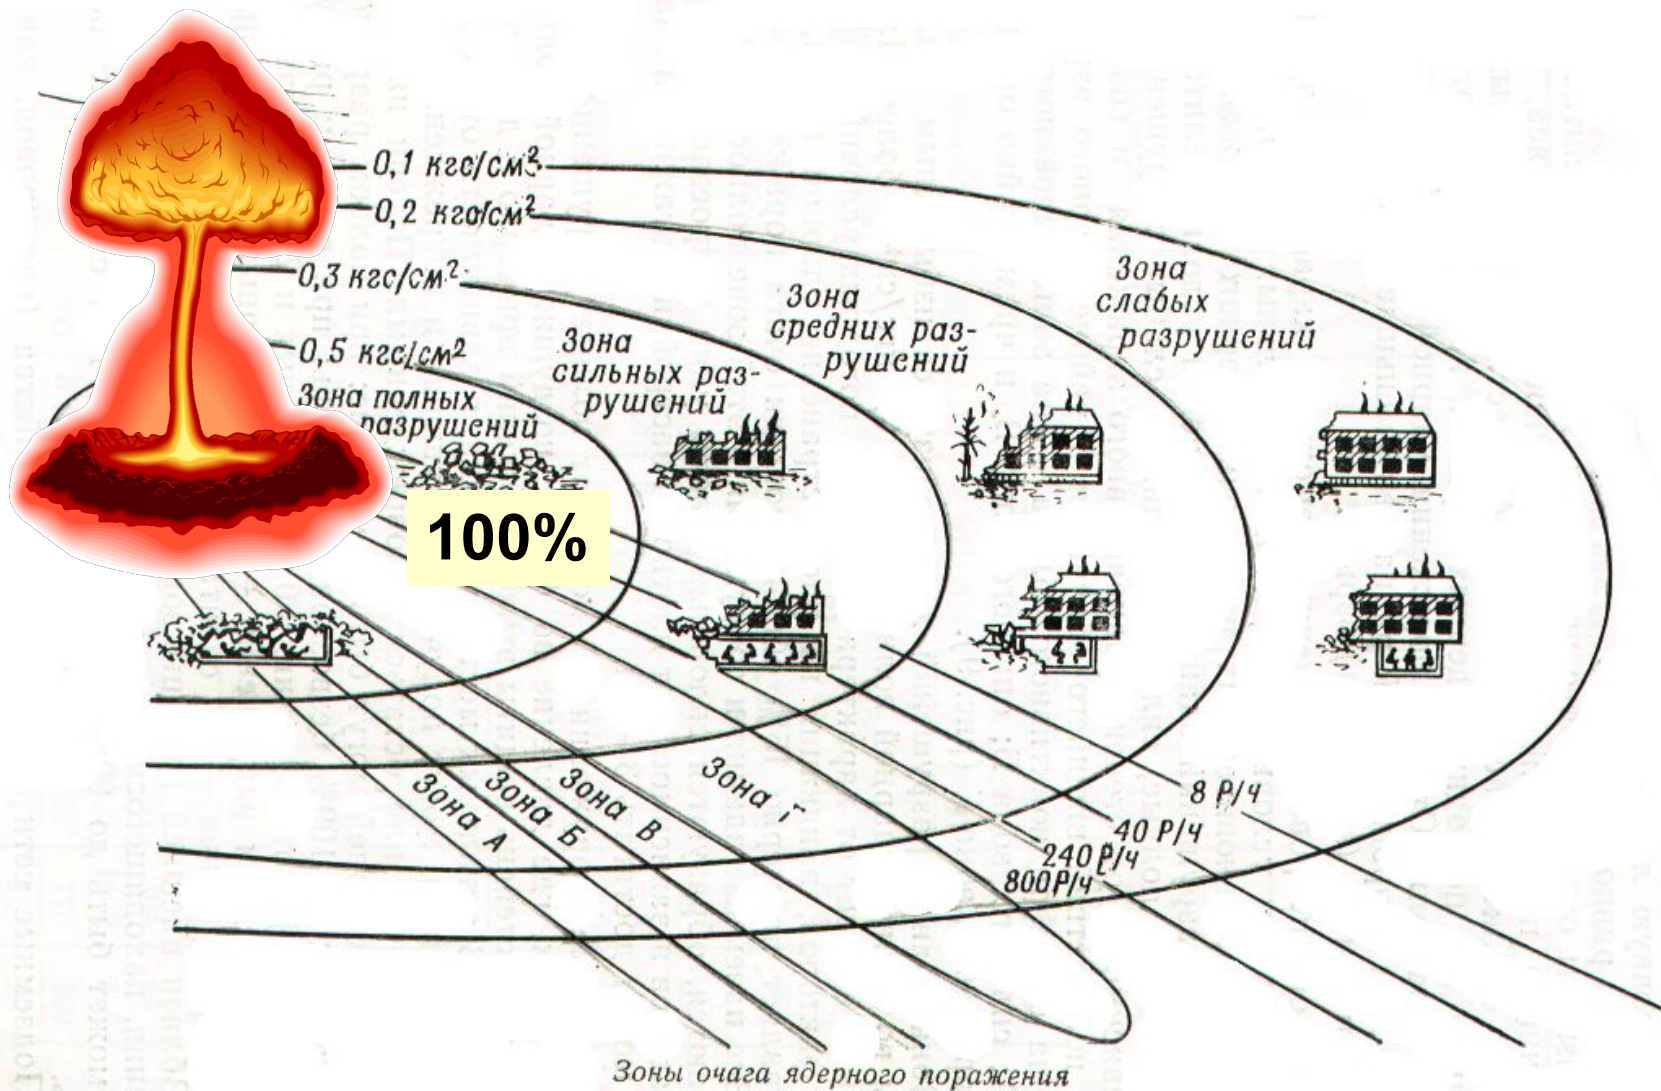 0,1 кгс/см²
0,2 кгс/см²
0,3 кгс/см²
0,5 кгс/см²
Зона полных
разрушений
Зона
сильных раз-
рушений
Зона
средних раз-
рушений
Зона
слабых
разрушений
100%
Зона А
Зона Б
Зона В
Зона Г
8 Р/ч
40 Р/ч
240 Р/ч
800 Р/ч
Зоны очага ядерного поражения